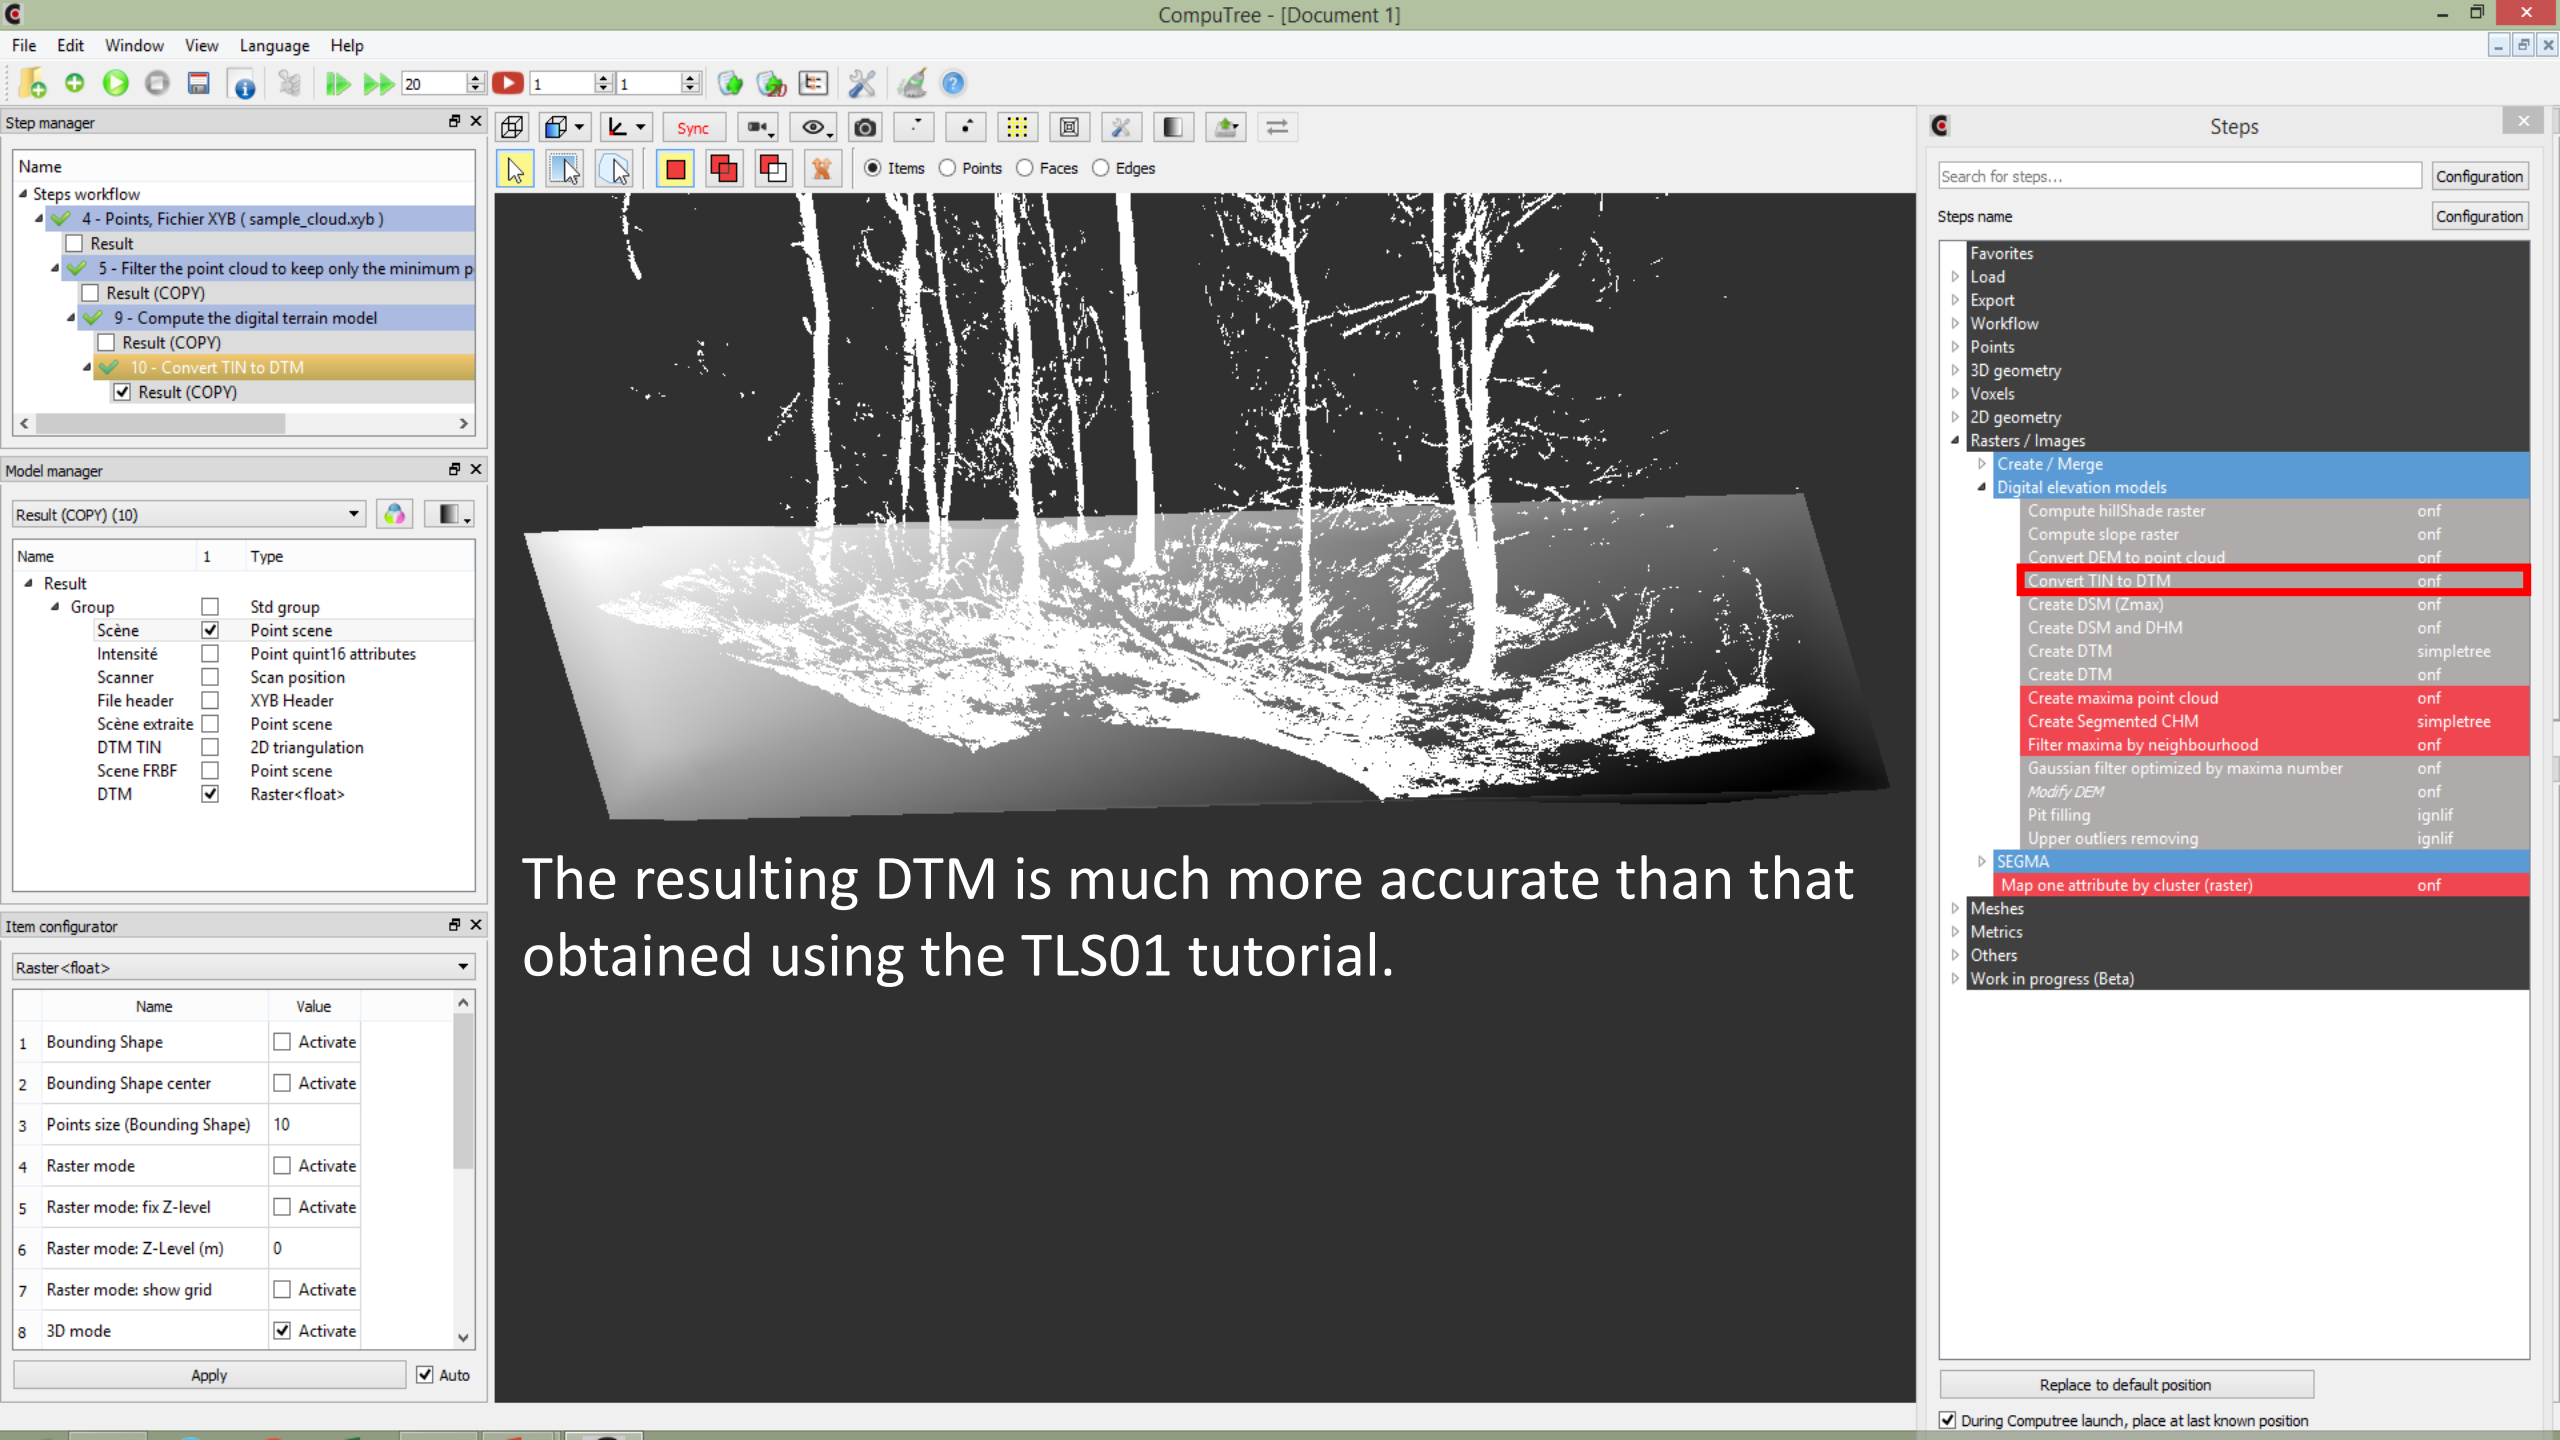 CompuTree - [Document 1]
File Edit Window View Language Help
20 1 1 20
Step manager
Name
Steps workflow
4 - Points, Fichier XYB ( sample_cloud.xyb )
Result
5 - Filter the point cloud to keep only the minimum p
Result (COPY)
9 - Compute the digital terrain model
Result (COPY)
10 - Convert TIN to DTM
Result (COPY)
Model manager
Result (COPY) (10)
Name 1 Type
Result
Group Std group
Scène Point scene
Intensité Point quint16 attributes
Scanner Scan position
File header XYB Header
Scène extraite Point scene
DTM TIN 2D triangulation
Scene FRBF Point scene
DTM Raster<float>
Item configurator
Raster<float>
Name Value
1 Bounding Shape Activate
2 Bounding Shape center Activate
3 Points size (Bounding Shape) 10
4 Raster mode Activate
5 Raster mode: fix Z-level Activate
6 Raster mode: Z-Level (m) 0
7 Raster mode: show grid Activate
8 3D mode Activate
Apply Auto
Sync
Items Points Faces Edges
The resulting DTM is much more accurate than that
obtained using the TLS01 tutorial.
Steps
Search for steps... Configuration
Steps name Configuration
Favorites
Load
Export
Workflow
Points
3D geometry
Voxels
2D geometry
Rasters / Images
Create / Merge
Digital elevation models
Compute hillShade raster onf
Compute slope raster onf
Convert DEM to point cloud onf
Convert TIN to DTM onf
Create DSM (Zmax) onf
Create DSM and DHM onf
Create DTM simpletree
Create DTM onf
Create maxima point cloud onf
Create Segmented CHM simpletree
Filter maxima by neighbourhood onf
Gaussian filter optimized by maxima number onf
Modify DEM onf
Pit filling ignlif
Upper outliers removing ignlif
SEGMA
Map one attribute by cluster (raster) onf
Meshes
Metrics
Others
Work in progress (Beta)
Replace to default position
During Computree launch, place at last known position